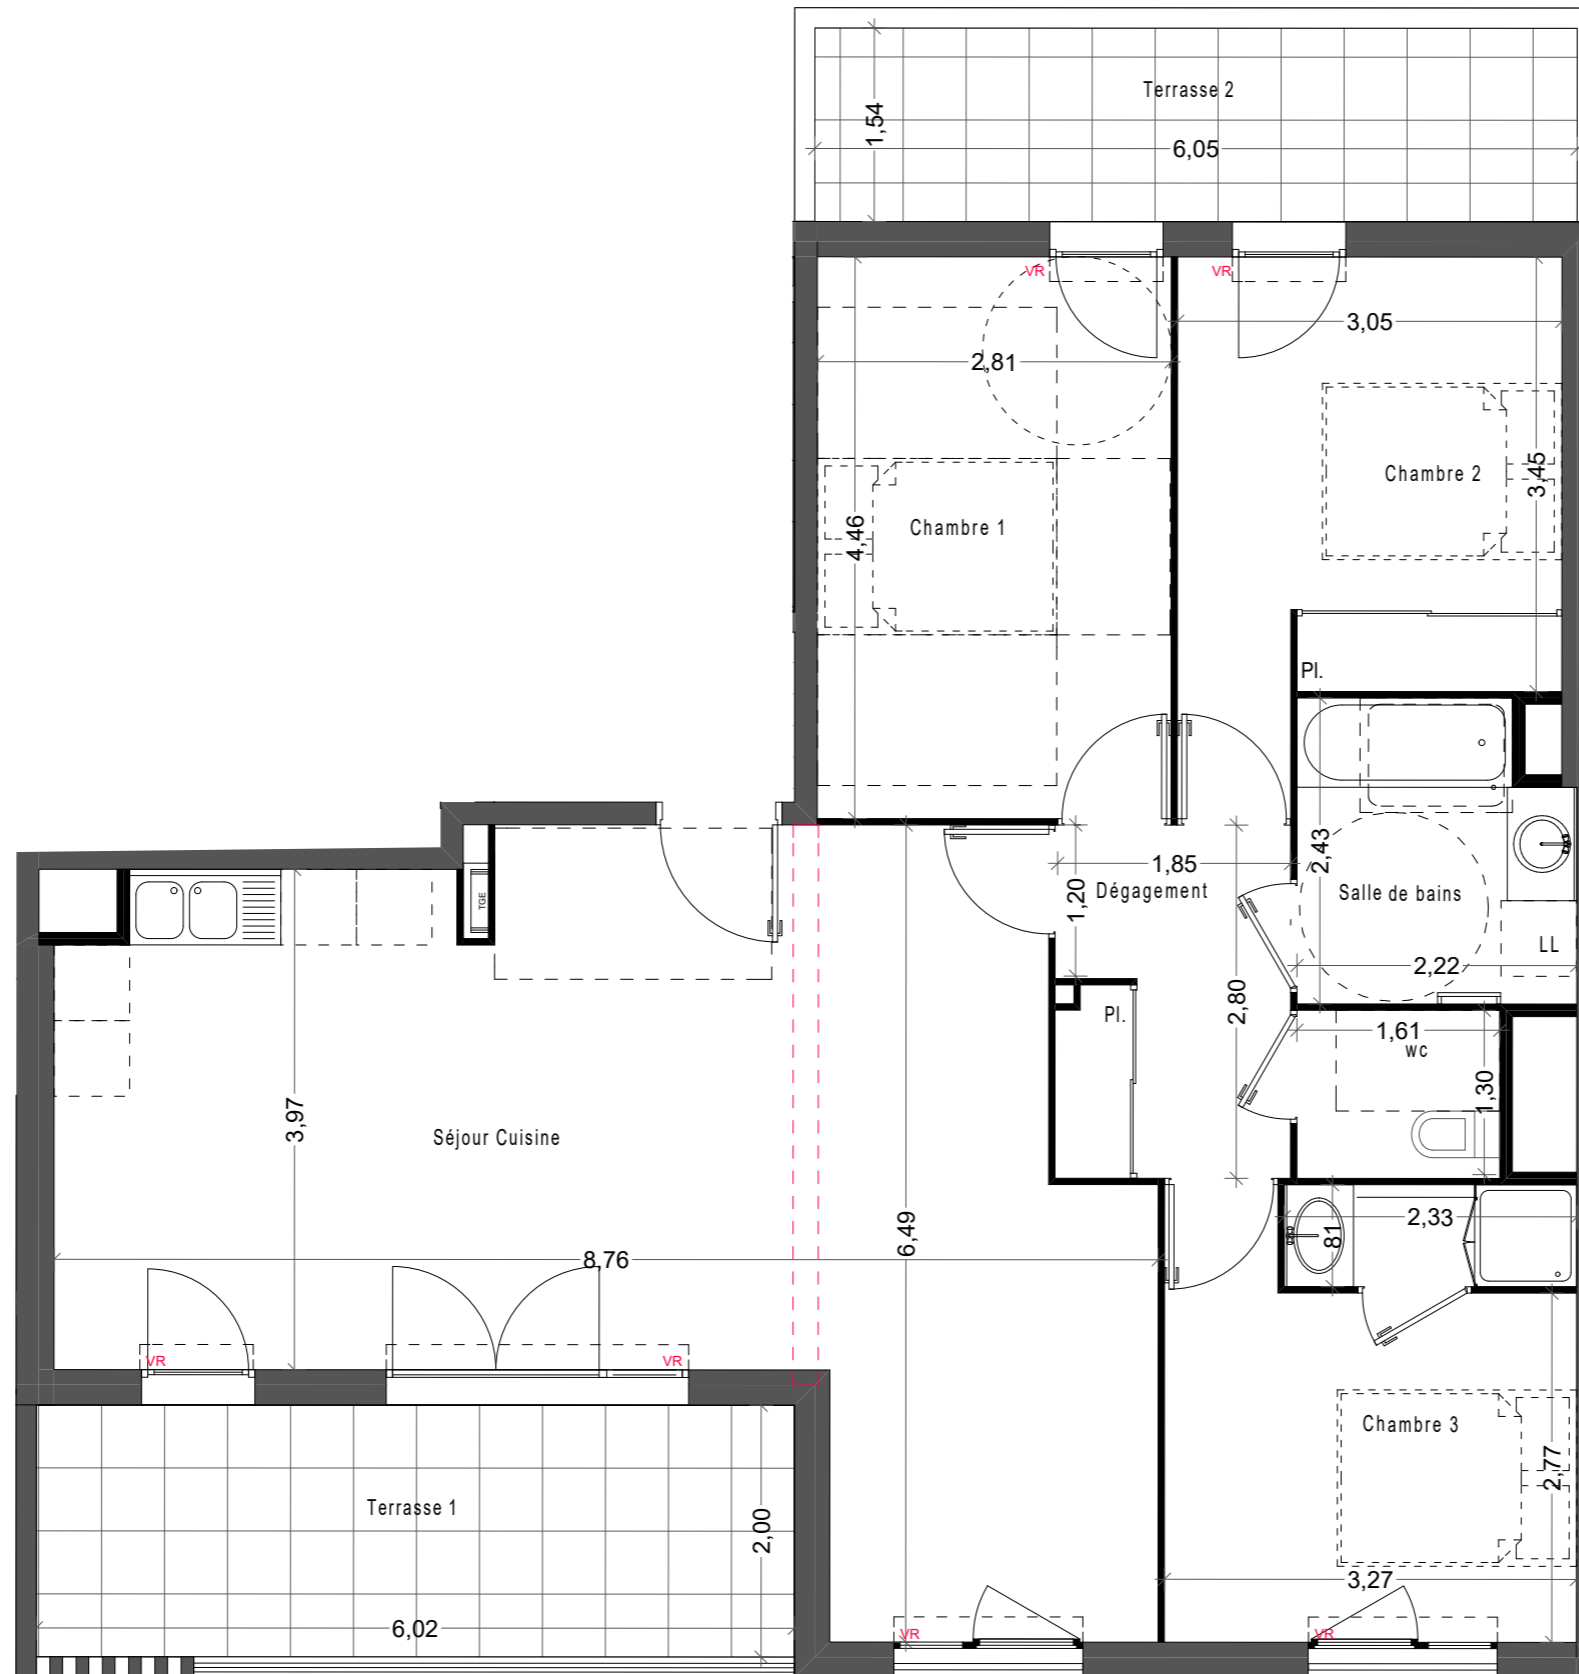 Terrasse 2
1,54
6,05
VR
VR
3,05
2,81
Chambre 2
3,45
Chambre 1
4,46
Pl.
TGE
1,85
Dégagement
1,20
2,43
Salle de bains
LL
2,22
2,80
Pl.
1,61
wc
1,30
3,97
Séjour Cuisine
6,49
8,76
2,33
81
VR
VR
Chambre 3
2,77
Terrasse 1
2,00
3,27
6,02
VR
VR